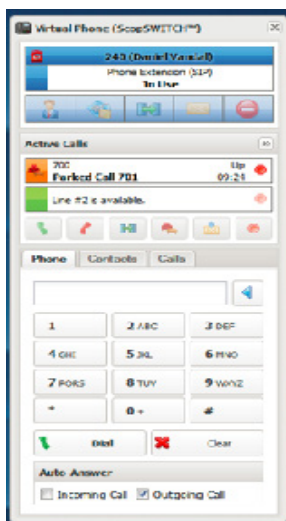 Virtual Phone (ScopSWITCH™)
240 (Daniel Vandal)
Phone Extension (SIP)
In Use
Active Calls
700 Up
Parked Call 701 09:24
Line #2 is available.
Phone Contacts Calls
1 2 ABC 3 DEF
4 GHI 5 JKL 6 MNO
7 PQRS 8 TUV 9 WXYZ
* 0 + #
Dial Clear
Auto Answer
Incoming Call Outgoing Call